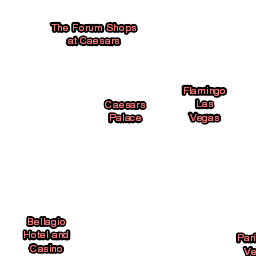 The Forum Shops
at Caesars
Flamingo
Las
Vegas
Caesars
Palace
Bellagio
Hotel and
Casino